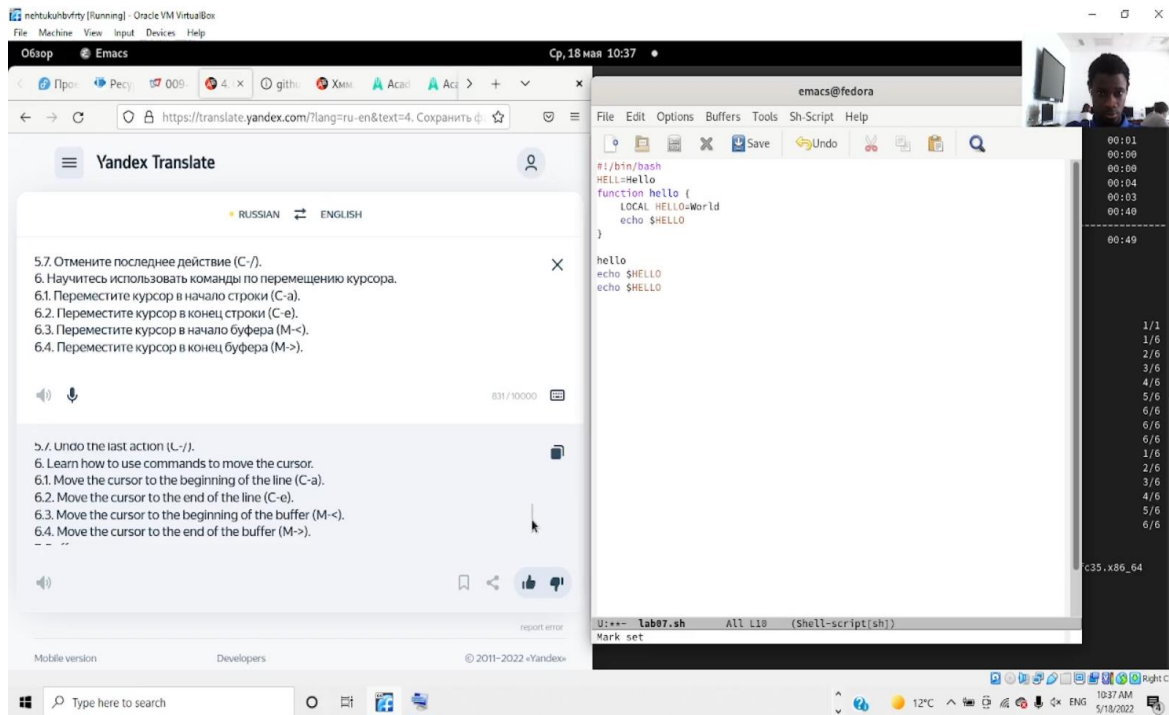 nehtukuhbvfrty [Running] - Oracle VM VirtualBox
File Machine View Input Devices Help
Обзор Emacs Ср, 18 мая 10:37
009- 4. githu Хмм Acad Aca
https://translate.yandex.com/?lang=ru-en&text=4. Сохранить ф
Yandex Translate
RUSSIAN ENGLISH
5.7. Отмените последнее действие (C-/).
6. Научитесь использовать команды по перемещению курсора.
6.1. Переместите курсор в начало строки (C-a).
6.2. Переместите курсор в конец строки (C-e).
6.3. Переместите курсор в начало буфера (M-<).
6.4. Переместите курсор в конец буфера (M->).
831 / 10000
5.7. Undo the last action (C-/).
6. Learn how to use commands to move the cursor.
6.1. Move the cursor to the beginning of the line (C-a).
6.2. Move the cursor to the end of the line (C-e).
6.3. Move the cursor to the beginning of the buffer (M-<).
6.4. Move the cursor to the end of the buffer (M->).
report error
Mobile version Developers © 2011–2022 «Yandex»
emacs@fedora
File Edit Options Buffers Tools Sh-Script Help
Save Undo
#!/bin/bash
HELL=Hello
function hello {
LOCAL HELLO=World
echo $HELLO
}
hello
echo $HELLO
echo $HELLO
U:**- lab07.sh All L10 (Shell-script[sh])
Mark set
00:01
00:00
00:00
00:04
00:03
00:40
00:49
1/1
1/6
2/6
3/6
4/6
5/6
6/6
6/6
6/6
1/6
2/6
3/6
4/6
5/6
6/6
fc35.x86_64
Right C
Type here to search
12°C ENG 10:37 AM
5/18/2022